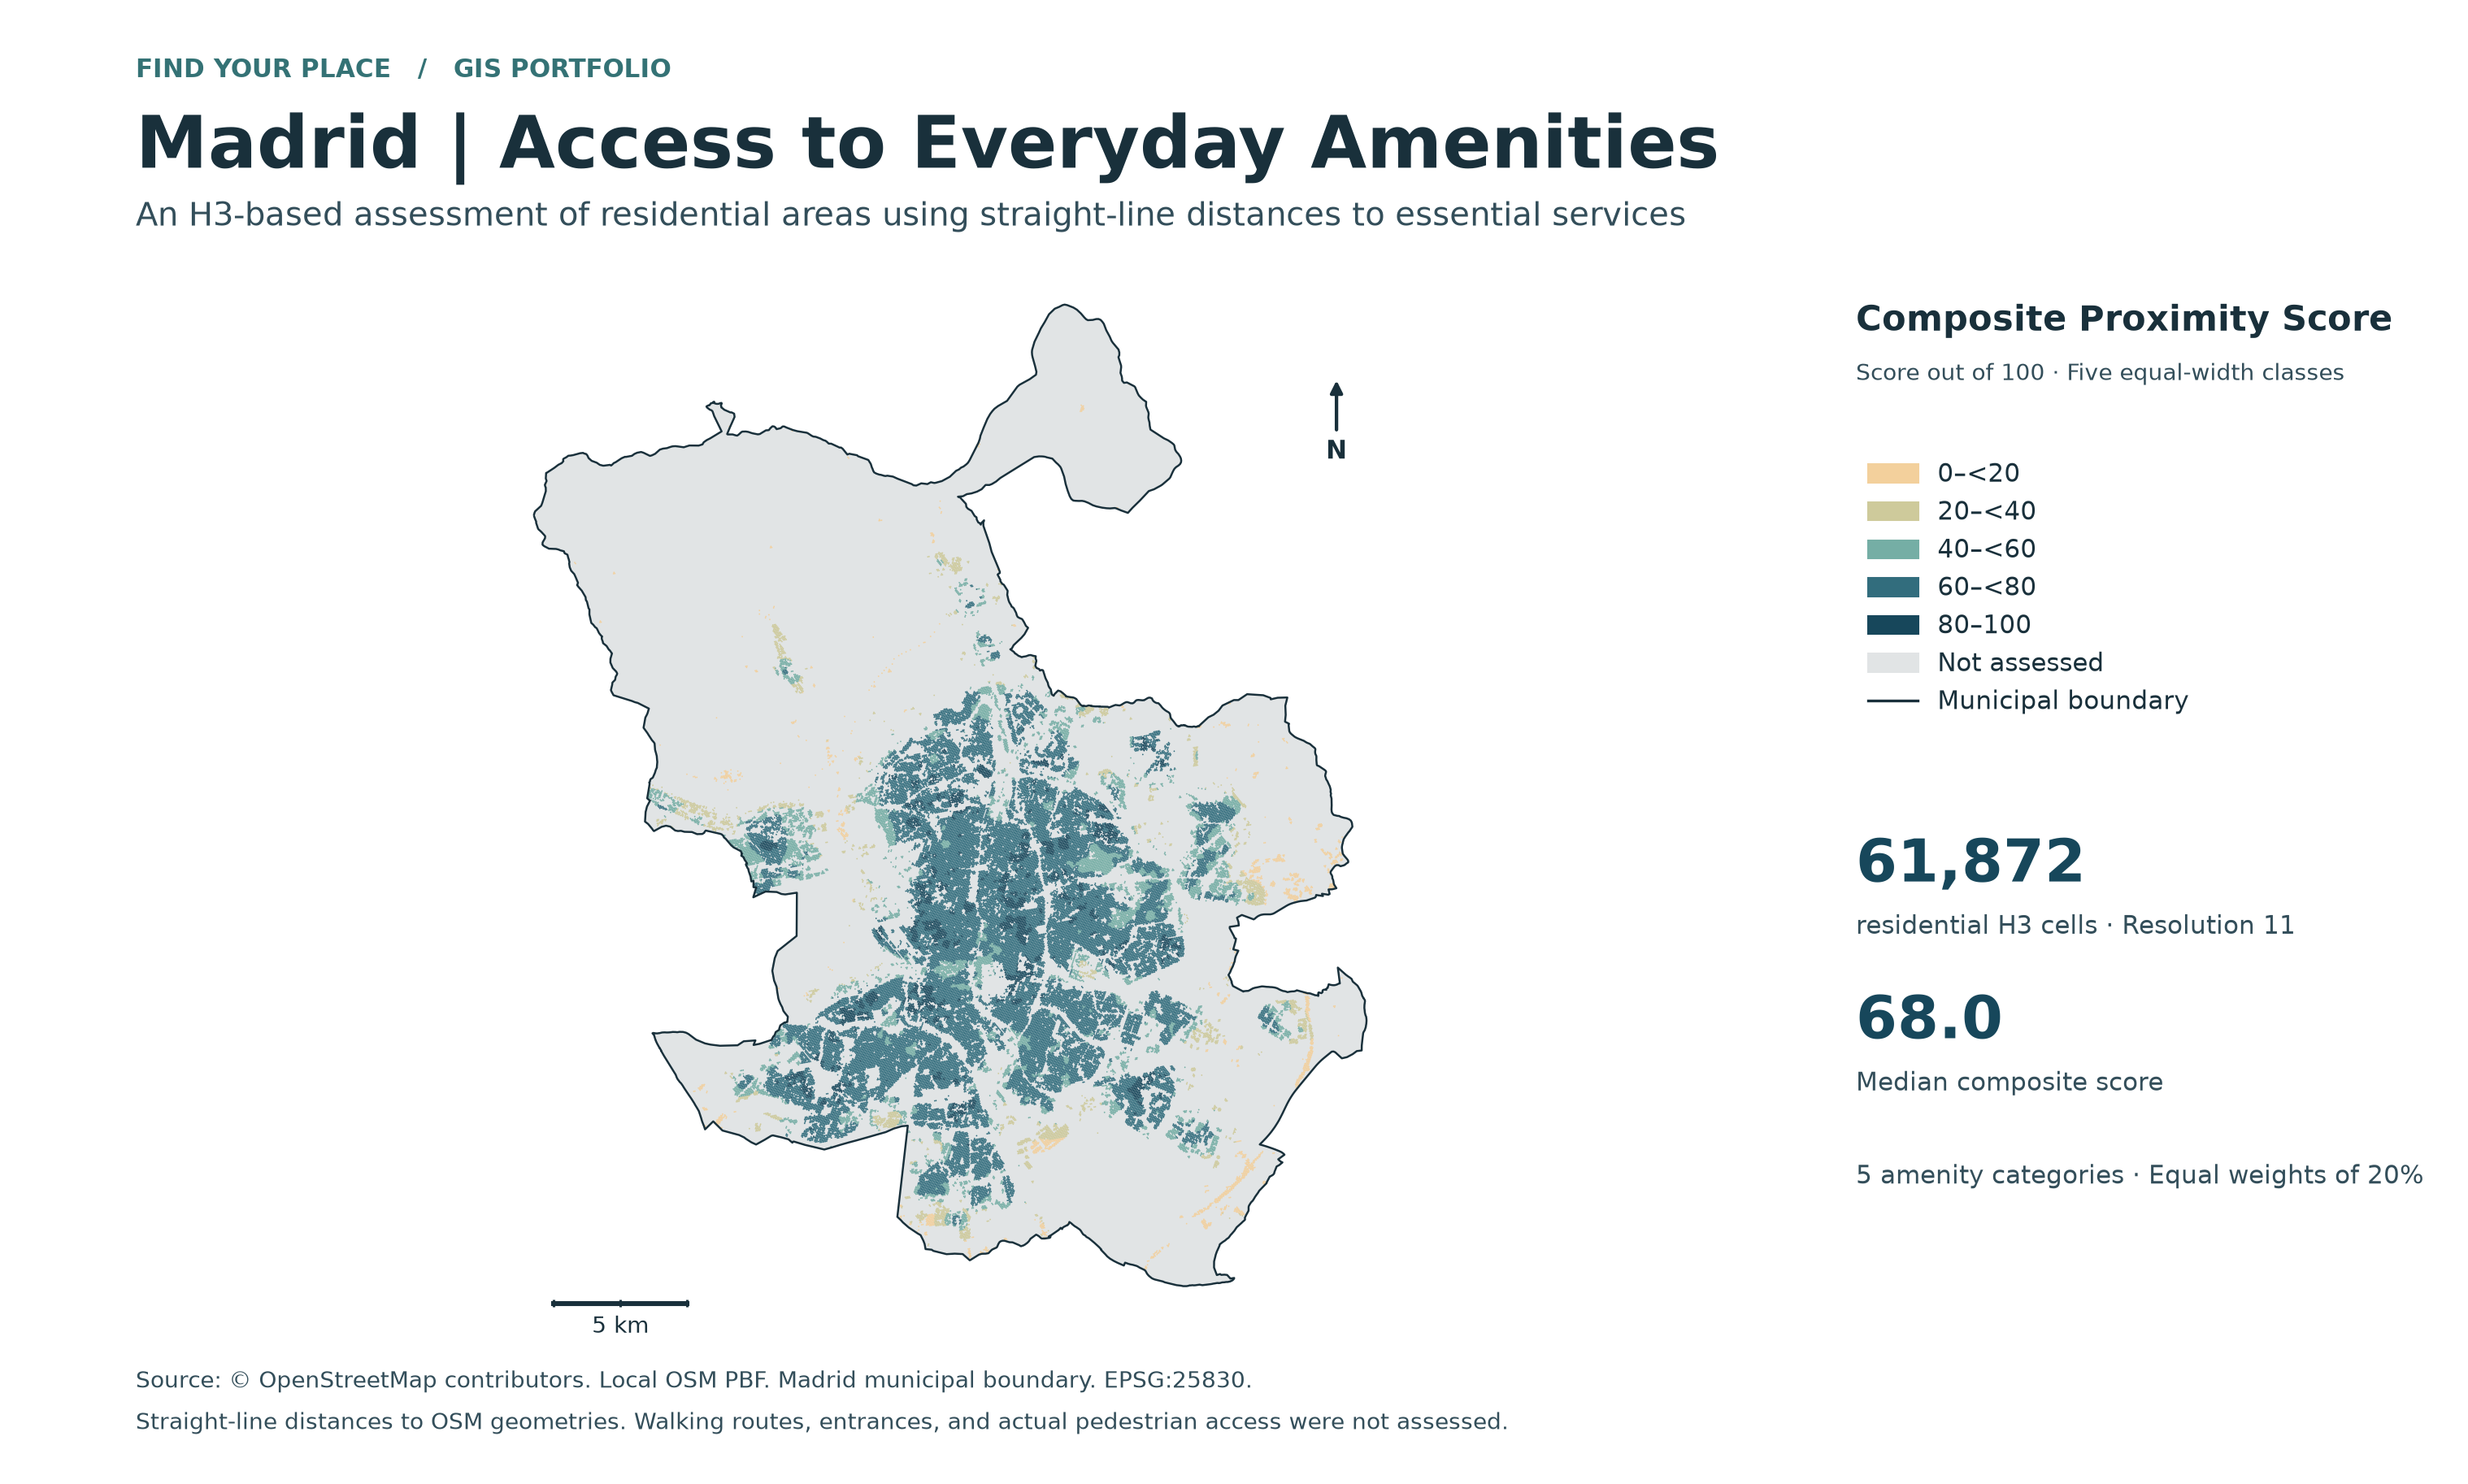 FIND YOUR PLACE / GIS PORTFOLIO
Madrid | Access to Everyday Amenities
An H3-based assessment of residential areas using straight-line distances to essential services
Composite Proximity Score
Score out of 100 · Five equal-width classes
N
0–<20
20–<40
40–<60
60–<80
80–100
Not assessed
Municipal boundary
61,872
residential H3 cells · Resolution 11
68.0
Median composite score
5 amenity categories · Equal weights of 20%
5 km
Source: © OpenStreetMap contributors. Local OSM PBF. Madrid municipal boundary. EPSG:25830.
Straight-line distances to OSM geometries. Walking routes, entrances, and actual pedestrian access were not assessed.